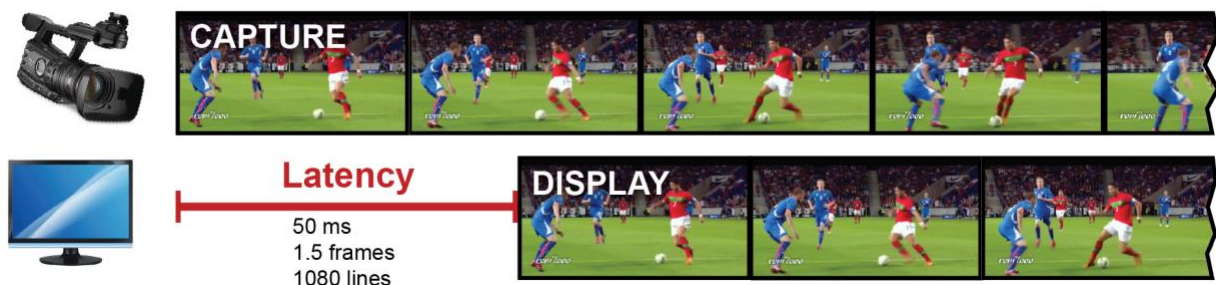 CAPTURE
Latency
DISPLAY
50 ms
1.5 frames
1080 lines